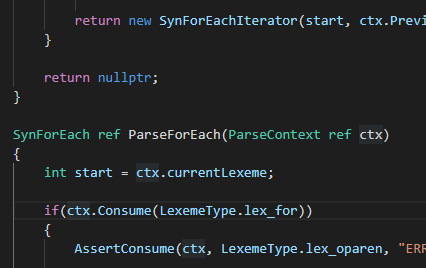 return new SynForEachIterator(start, ctx.Previ
}
return nullptr;
}
SynForEach ref ParseForEach(ParseContext ref ctx)
{
int start = ctx.currentLexeme;
if(ctx.Consume(LexemeType.lex_for))
{
AssertConsume(ctx, LexemeType.lex_oparen, "ERR